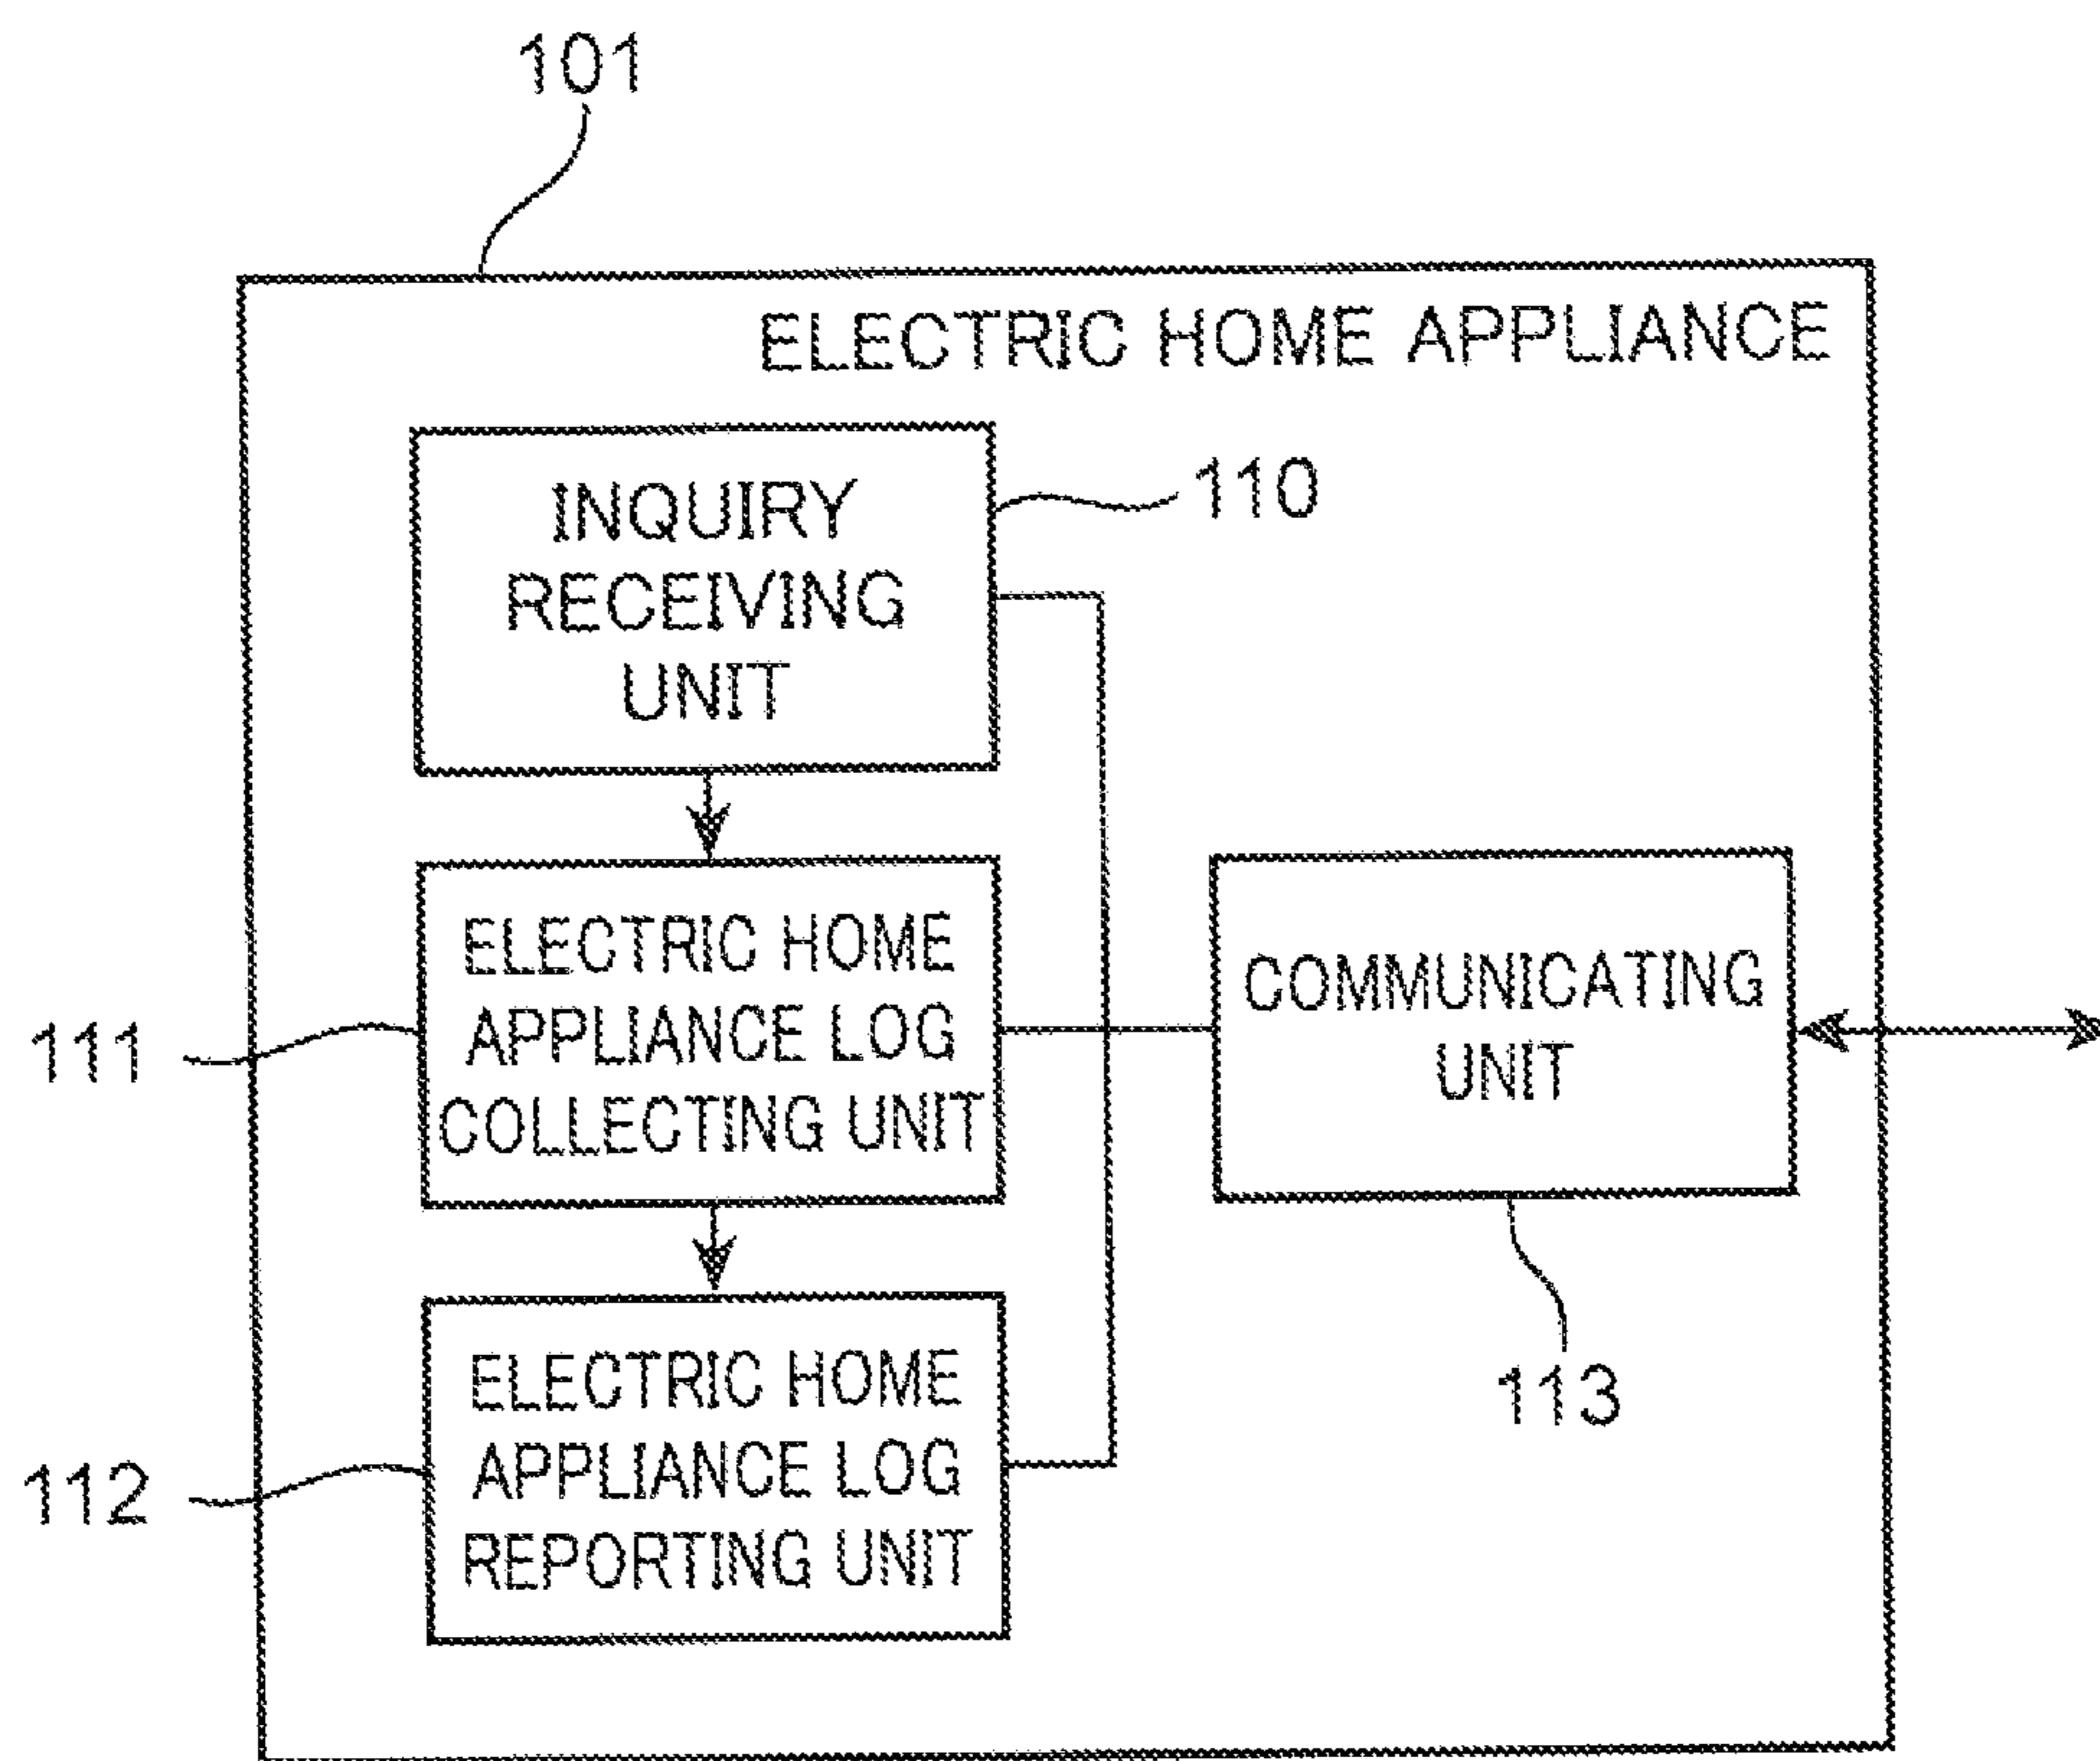 101
ELECTRIC HOME APPLIANCE
INQUIRY
RECEIVING
UNIT
110
ELECTRIC HOME
APPLIANCE LOG
COLLECTING UNIT
111
COMMUNICATING
UNIT
113
ELECTRIC HOME
APPLIANCE LOG
REPORTING UNIT
112